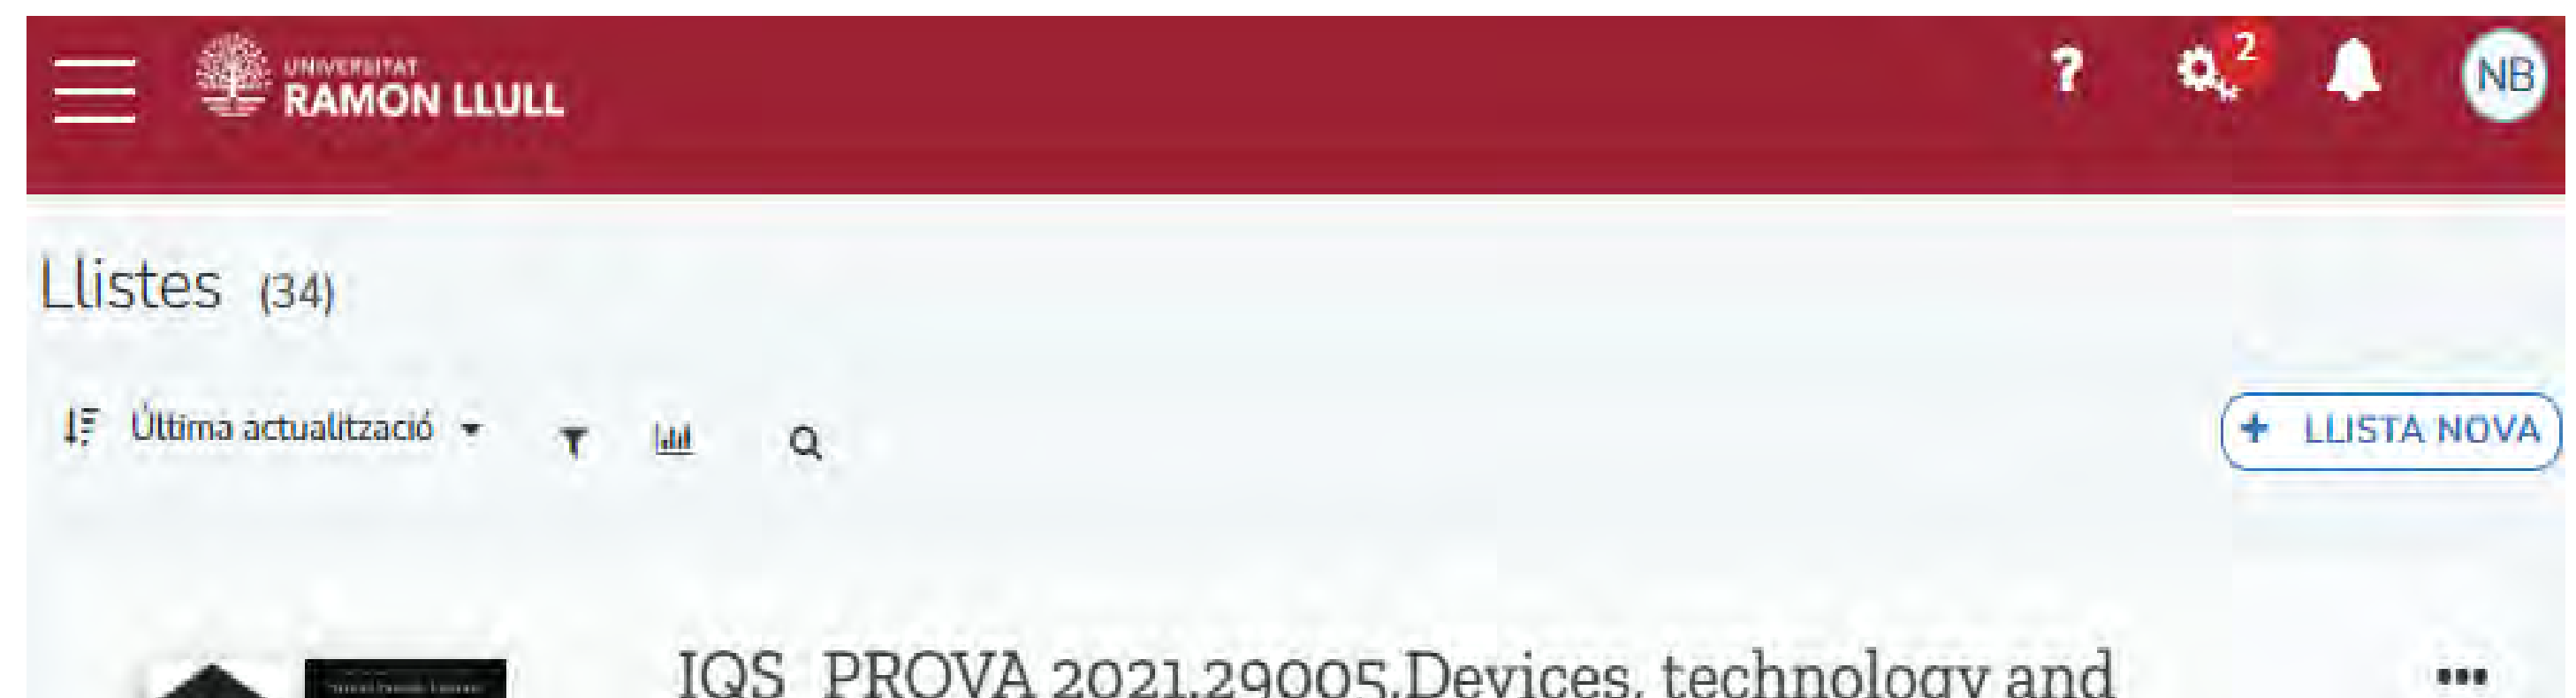 UNIVERSITAT
RAMON LLULL
? 2 NB
Llistes (34)
Última actualització
+ LLISTA NOVA
IQS_PROVA 2021.29005.Devices, technology and